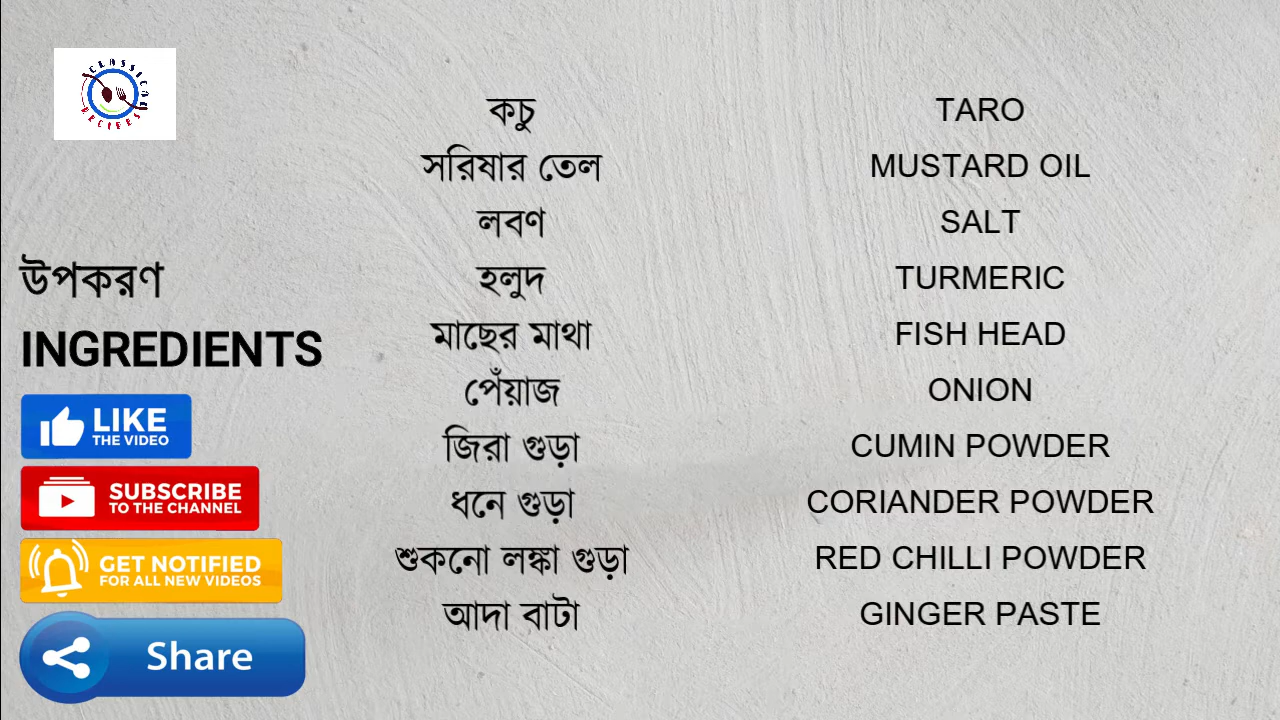 CLASSICAL
RECIPES
উপকরণ
INGREDIENTS
LIKE
THE VIDEO
SUBSCRIBE
TO THE CHANNEL
GET NOTIFIED
FOR ALL NEW VIDEOS
Share
কচু TARO
সরিষার তেল MUSTARD OIL
লবণ SALT
হলুদ TURMERIC
মাছের মাথা FISH HEAD
পেঁয়াজ ONION
জিরা গুড়া CUMIN POWDER
ধনে গুড়া CORIANDER POWDER
শুকনো লঙ্কা গুড়া RED CHILLI POWDER
আদা বাটা GINGER PASTE